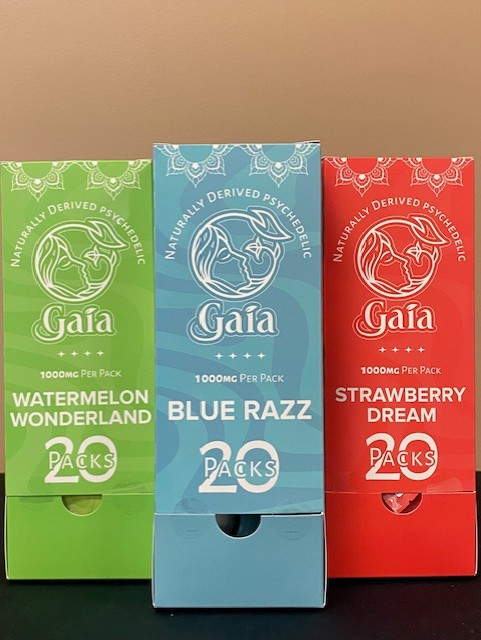 Naturally Derived psychedelic
Gaia
1000mg Per Pack
WATERMELON
WONDERLAND
20
PACKS
Naturally Derived psychedelic
Gaia
1000mg Per Pack
BLUE RAZZ
20
PACKS
Naturally Derived psychedelic
Gaia
1000mg Per Pack
STRAWBERRY
DREAM
20
PACKS